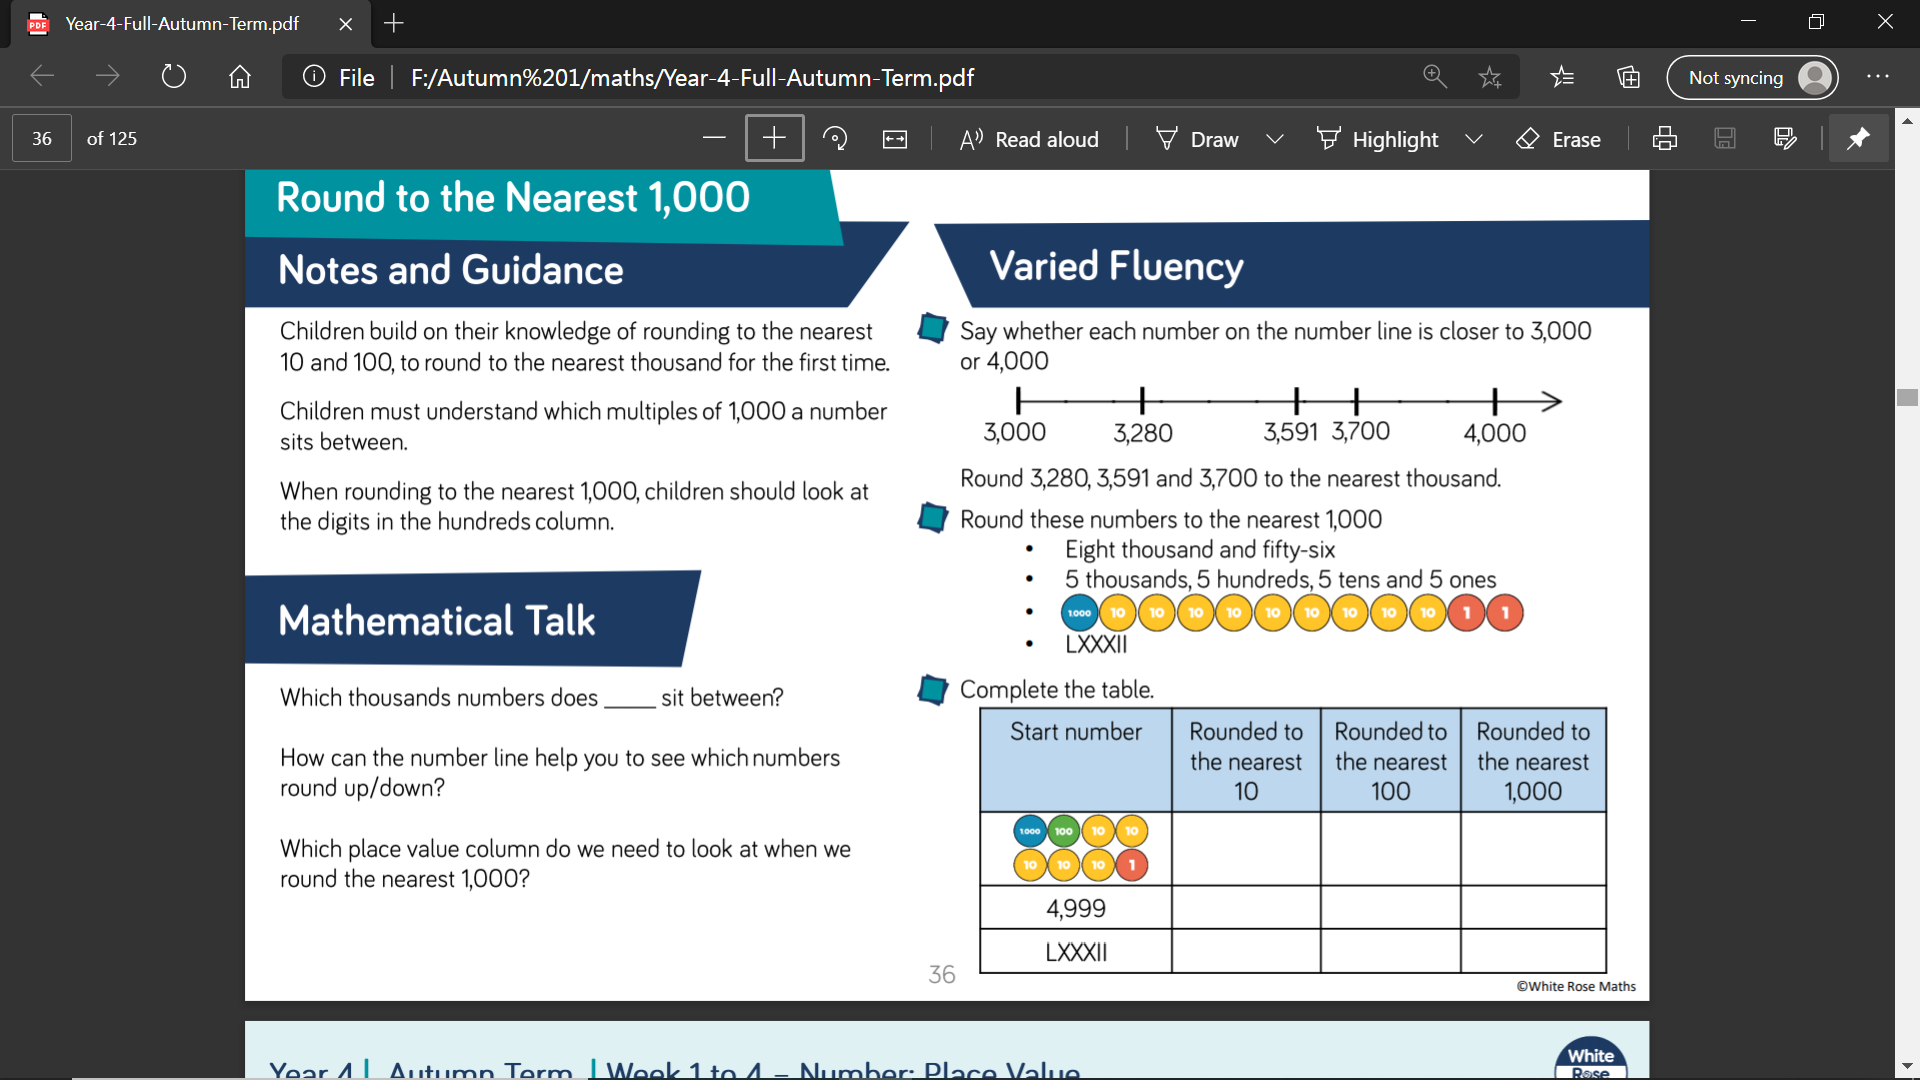 Year-4-Full-Autumn-Term.pdf
File
F:/Autumn%201/maths/Year-4-Full-Autumn-Term.pdf
Not syncing
36 of 125
Read aloud
Draw
Highlight
Erase
Round to the Nearest 1,000
Notes and Guidance
Children build on their knowledge of rounding to the nearest
10 and 100, to round to the nearest thousand for the first time.
Children must understand which multiples of 1,000 a number
sits between.
When rounding to the nearest 1,000, children should look at
the digits in the hundreds column.
Mathematical Talk
Which thousands numbers does _____ sit between?
How can the number line help you to see which numbers
round up/down?
Which place value column do we need to look at when we
round the nearest 1,000?
Varied Fluency
Say whether each number on the number line is closer to 3,000
or 4,000
3,000 3,280 3,591 3,700 4,000
Round 3,280, 3,591 and 3,700 to the nearest thousand.
Round these numbers to the nearest 1,000
• Eight thousand and fifty-six
• 5 thousands, 5 hundreds, 5 tens and 5 ones
• 1,000 10 10 10 10 10 10 10 10 10 1 1
• LXXXII
Complete the table.
Start number
Rounded to
the nearest
10
Rounded to
the nearest
100
Rounded to
the nearest
1,000
1,000 100 10 10
10 10 10 1
4,999
LXXXII
36
©White Rose Maths
Year 4 | Autumn Term | Week 1 to 4 – Number: Place Value
White
Rose